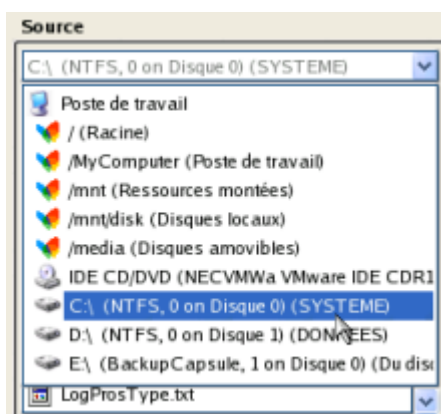 Source
C:\ (NTFS, 0 on Disque 0) (SYSTEME)
Poste de travail
/ (Racine)
/MyComputer (Poste de travail)
/mnt (Ressources montées)
/mnt/disk (Disques locaux)
/media (Disques amovibles)
IDE CD/DVD (NECVMWa VMware IDE CDR1
C:\ (NTFS, 0 on Disque 0) (SYSTEME)
D:\ (NTFS, 0 on Disque 1) (DONNEES)
E:\ (BackupCapsule, 1 on Disque 0) (Du disq
LogProsType.txt